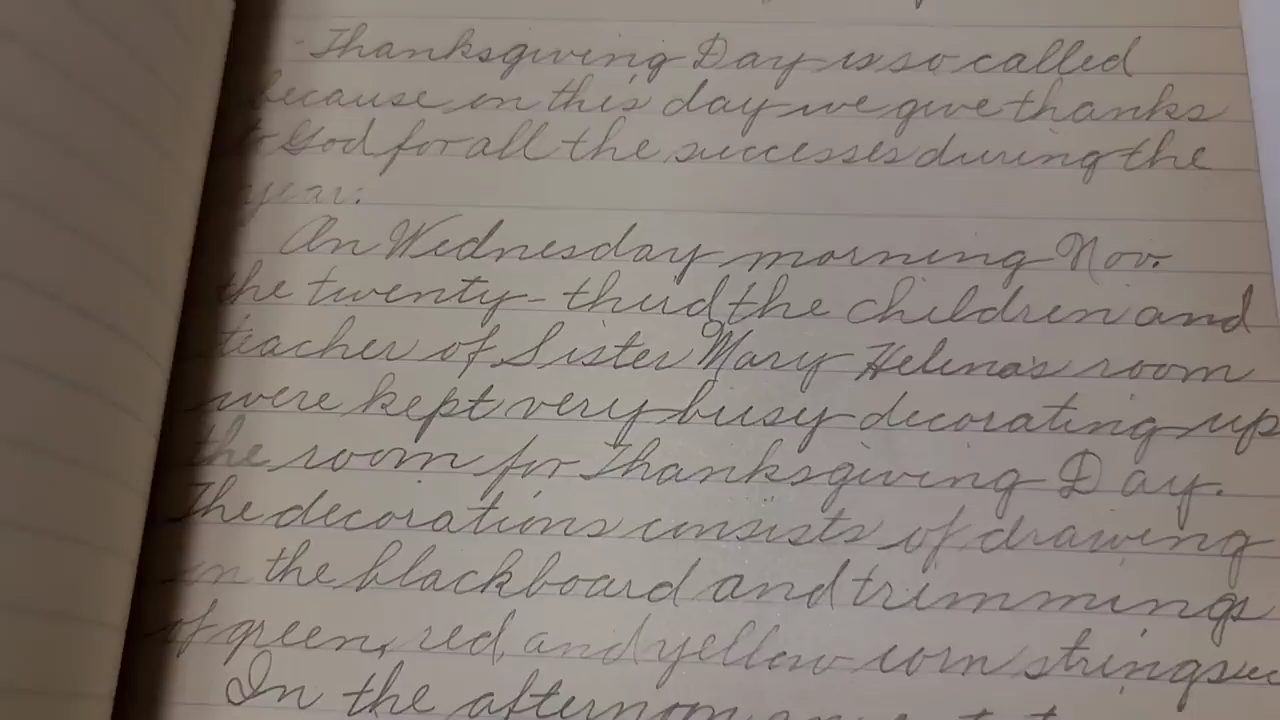 Thanksgiving Day is so called
because on this day we give thanks
to God for all the successes during the
year.
On Wednesday morning Nov.
the twenty-third the children and
teacher of Sister Mary Helena's room
were kept very busy decorating up
the room for Thanksgiving Day.
The decorations consists of drawing
on the blackboard and trimmings
of green, red, and yellow corn strings
In the afternoon